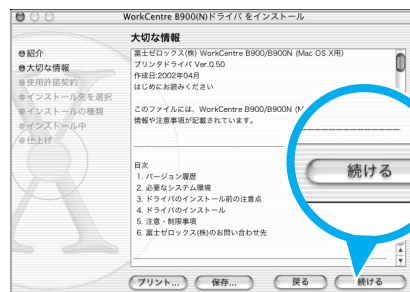 WorkCentre B900(N)ドライバ をインストール
大切な情報
紹介
大切な情報
使用許諾契約
インストール先を選択
インストールの種類
インストール中
仕上げ
富士ゼロックス(株) WorkCentre B900/B900N (Mac OS X用)
プリンタドライバ Ver.0.50
作成日:2002年04月
はじめにお読みください
このファイルには、WorkCentre B900/B900N
情報や注意事項が記載されています。
目次
1. バージョン履歴
2. 必要なシステム環境
3. ドライバのインストール前の注意点
4. ドライバのインストール
5. 注意・制限事項
6. 富士ゼロックス(株)のお問い合わせ先
続ける
プリント...
保存...
戻る
続ける